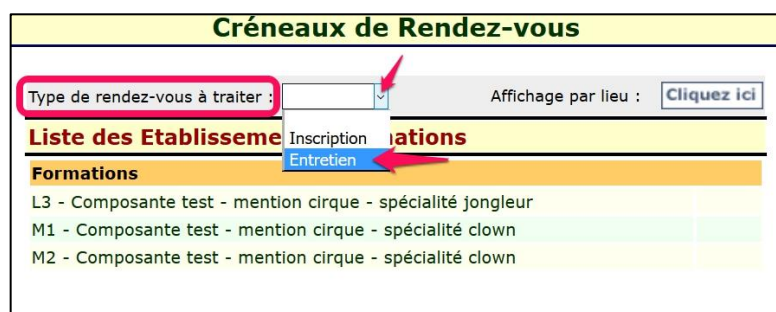 Créneaux de Rendez-vous
Type de rendez-vous à traiter :
Affichage par lieu : Cliquez ici
Inscription
Entretien
Liste des Etablisseme ations
Formations
L3 - Composante test - mention cirque - spécialité jongleur
M1 - Composante test - mention cirque - spécialité clown
M2 - Composante test - mention cirque - spécialité clown